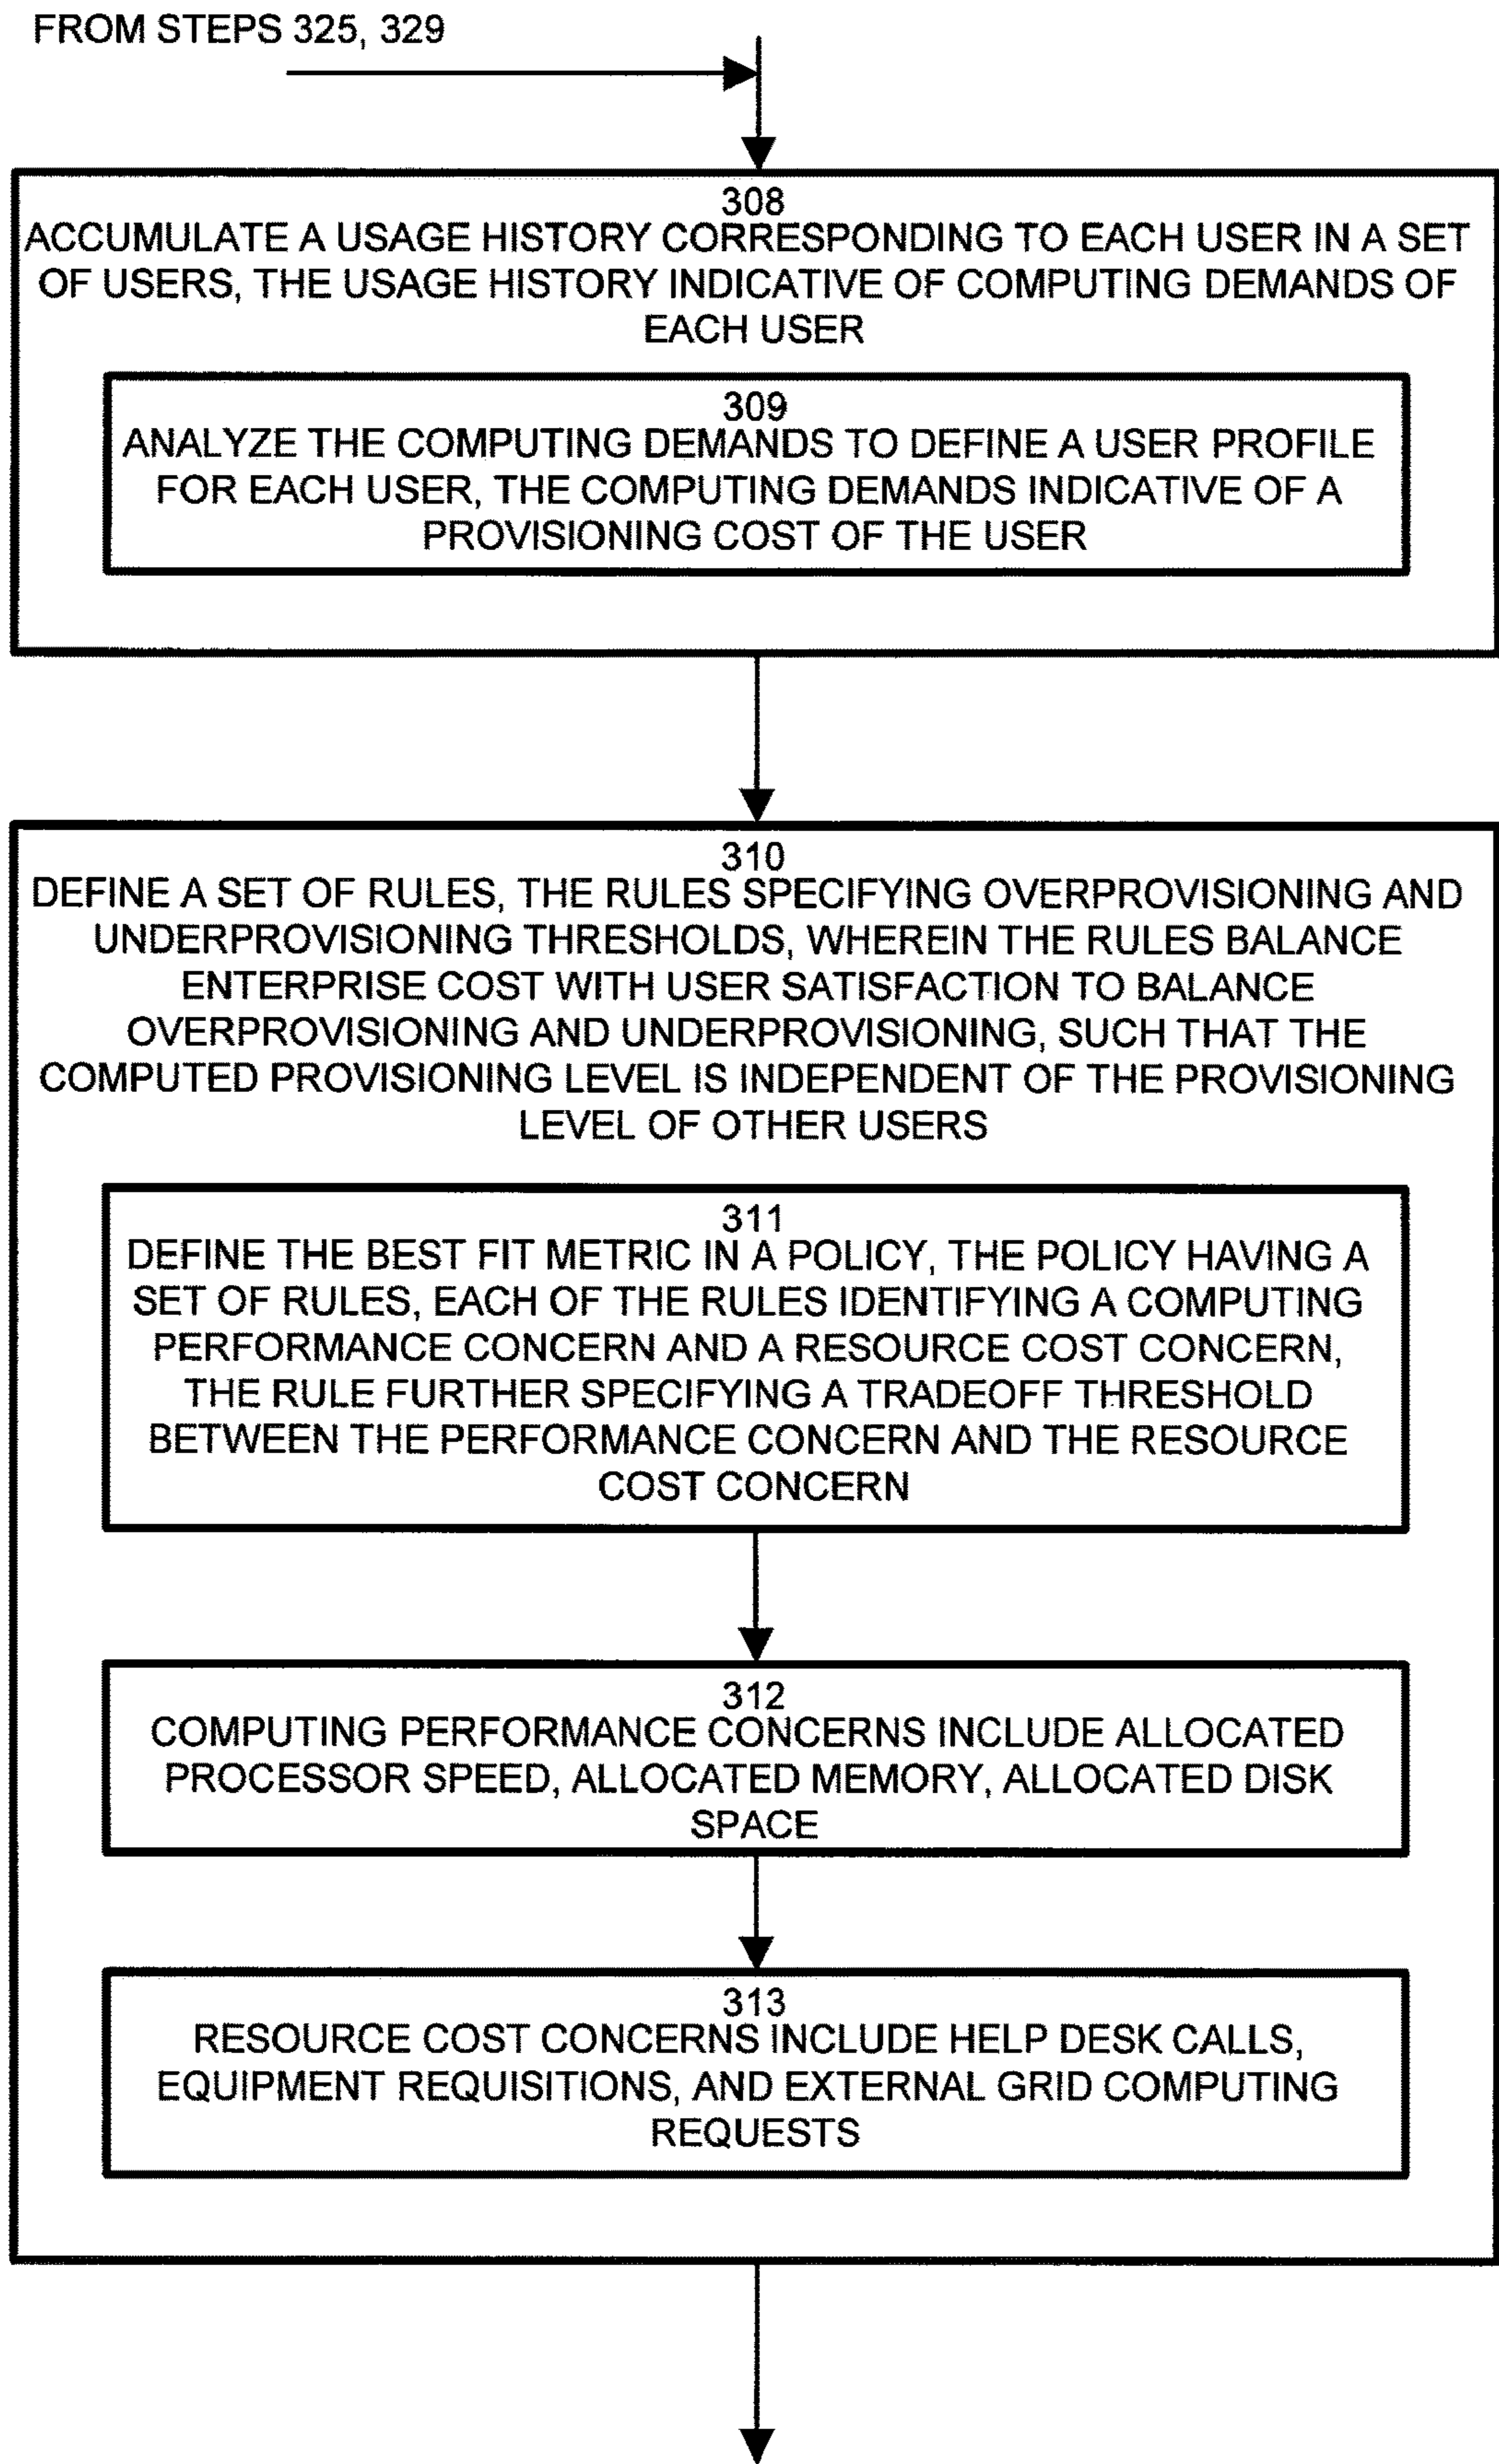 FROM STEPS 325, 329
308
ACCUMULATE A USAGE HISTORY CORRESPONDING TO EACH USER IN A SET
OF USERS, THE USAGE HISTORY INDICATIVE OF COMPUTING DEMANDS OF
EACH USER
309
ANALYZE THE COMPUTING DEMANDS TO DEFINE A USER PROFILE
FOR EACH USER, THE COMPUTING DEMANDS INDICATIVE OF A
PROVISIONING COST OF THE USER
310
DEFINE A SET OF RULES, THE RULES SPECIFYING OVERPROVISIONING AND
UNDERPROVISIONING THRESHOLDS, WHEREIN THE RULES BALANCE
ENTERPRISE COST WITH USER SATISFACTION TO BALANCE
OVERPROVISIONING AND UNDERPROVISIONING, SUCH THAT THE
COMPUTED PROVISIONING LEVEL IS INDEPENDENT OF THE PROVISIONING
LEVEL OF OTHER USERS
311
DEFINE THE BEST FIT METRIC IN A POLICY, THE POLICY HAVING A
SET OF RULES, EACH OF THE RULES IDENTIFYING A COMPUTING
PERFORMANCE CONCERN AND A RESOURCE COST CONCERN,
THE RULE FURTHER SPECIFYING A TRADEOFF THRESHOLD
BETWEEN THE PERFORMANCE CONCERN AND THE RESOURCE
COST CONCERN
312
COMPUTING PERFORMANCE CONCERNS INCLUDE ALLOCATED
PROCESSOR SPEED, ALLOCATED MEMORY, ALLOCATED DISK
SPACE
313
RESOURCE COST CONCERNS INCLUDE HELP DESK CALLS,
EQUIPMENT REQUISITIONS, AND EXTERNAL GRID COMPUTING
REQUESTS